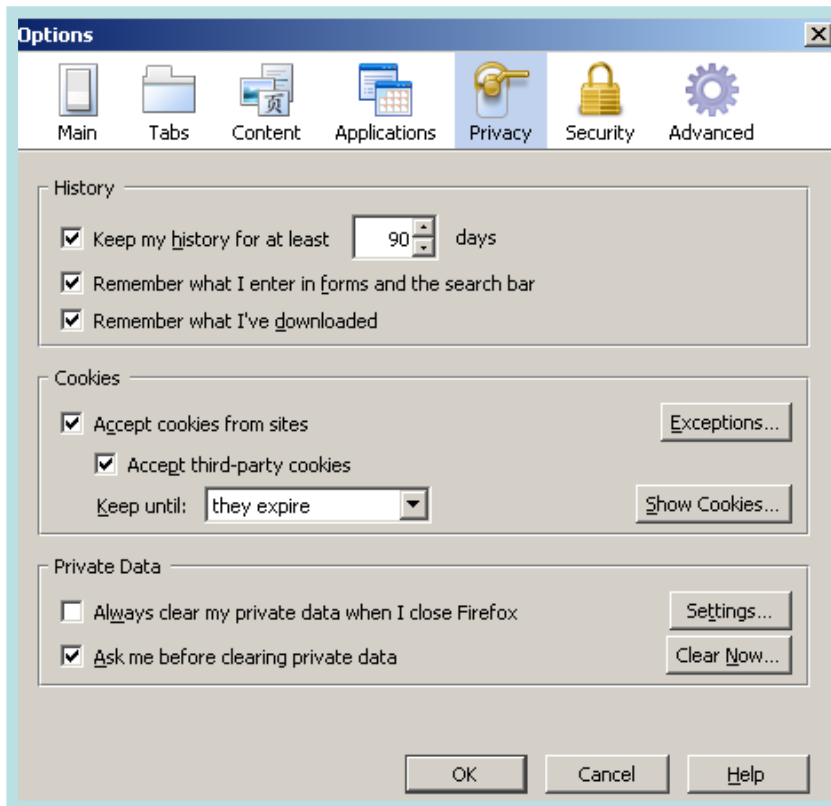 Options
Main Tabs Content Applications Privacy Security Advanced
页
History
Keep my history for at least 90 days
Remember what I enter in forms and the search bar
Remember what I've downloaded
Cookies
Accept cookies from sites Exceptions...
Accept third-party cookies
Keep until: they expire Show Cookies...
Private Data
Always clear my private data when I close Firefox Settings...
Ask me before clearing private data Clear Now...
OK Cancel Help